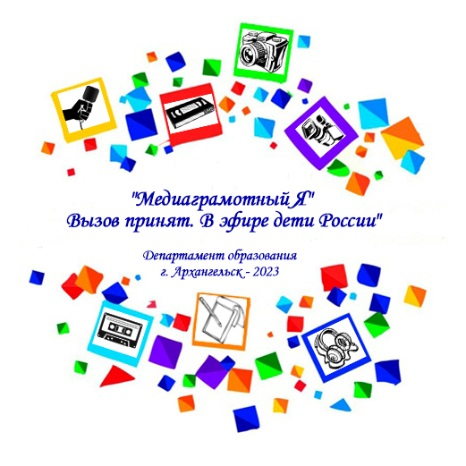 "Медиаграмотный Я"
Вызов принят. В эфире дети России"
Департамент образования
г. Архангельск - 2023